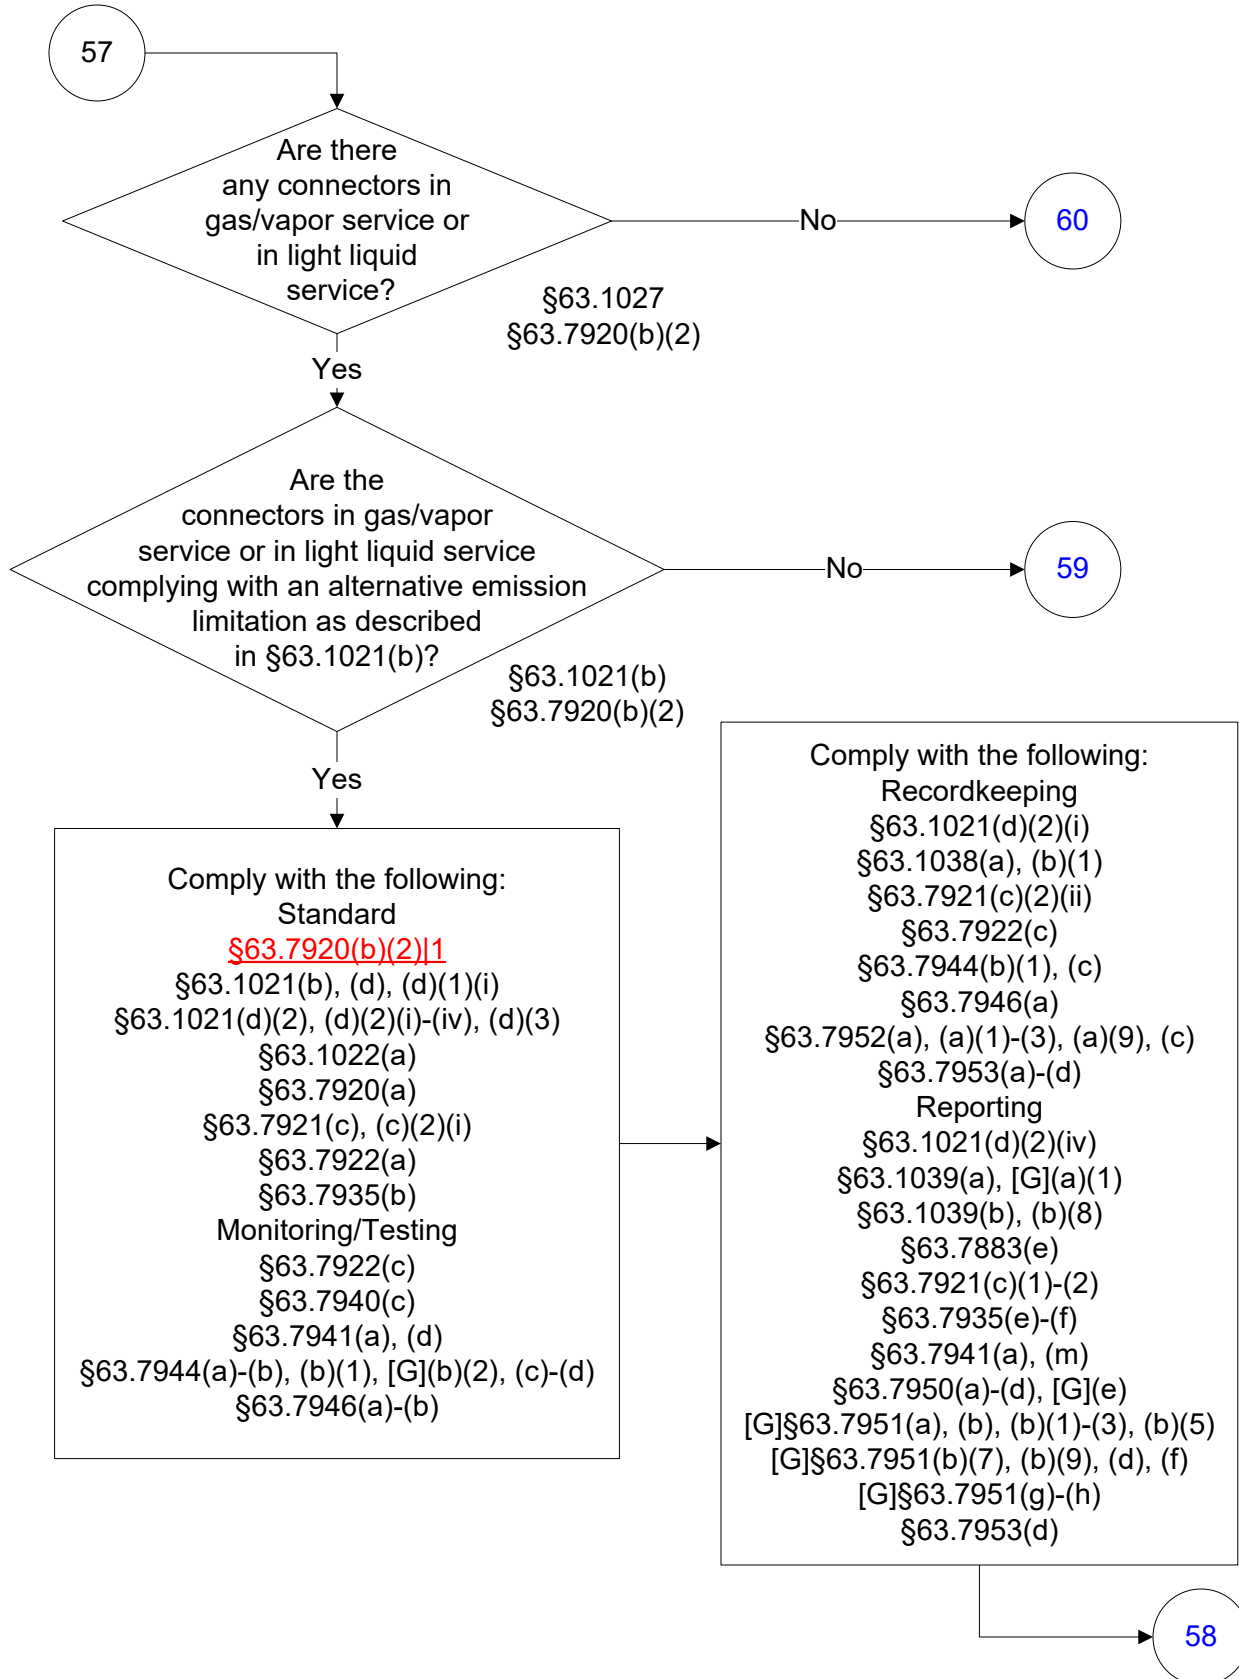 57
Are there
any connectors in
gas/vapor service or
in light liquid
service?
No
60
§63.1027
§63.7920(b)(2)
Yes
Are the
connectors in gas/vapor
service or in light liquid service
complying with an alternative emission
limitation as described
in §63.1021(b)?
No
59
§63.1021(b)
§63.7920(b)(2)
Yes
Comply with the following:
Standard
§63.7920(b)(2)|1
§63.1021(b), (d), (d)(1)(i)
§63.1021(d)(2), (d)(2)(i)-(iv), (d)(3)
§63.1022(a)
§63.7920(a)
§63.7921(c), (c)(2)(i)
§63.7922(a)
§63.7935(b)
Monitoring/Testing
§63.7922(c)
§63.7940(c)
§63.7941(a), (d)
§63.7944(a)-(b), (b)(1), [G](b)(2), (c)-(d)
§63.7946(a)-(b)
Comply with the following:
Recordkeeping
§63.1021(d)(2)(i)
§63.1038(a), (b)(1)
§63.7921(c)(2)(ii)
§63.7922(c)
§63.7944(b)(1), (c)
§63.7946(a)
§63.7952(a), (a)(1)-(3), (a)(9), (c)
§63.7953(a)-(d)
Reporting
§63.1021(d)(2)(iv)
§63.1039(a), [G](a)(1)
§63.1039(b), (b)(8)
§63.7883(e)
§63.7921(c)(1)-(2)
§63.7935(e)-(f)
§63.7941(a), (m)
§63.7950(a)-(d), [G](e)
[G]§63.7951(a), (b), (b)(1)-(3), (b)(5)
[G]§63.7951(b)(7), (b)(9), (d), (f)
[G]§63.7951(g)-(h)
§63.7953(d)
58